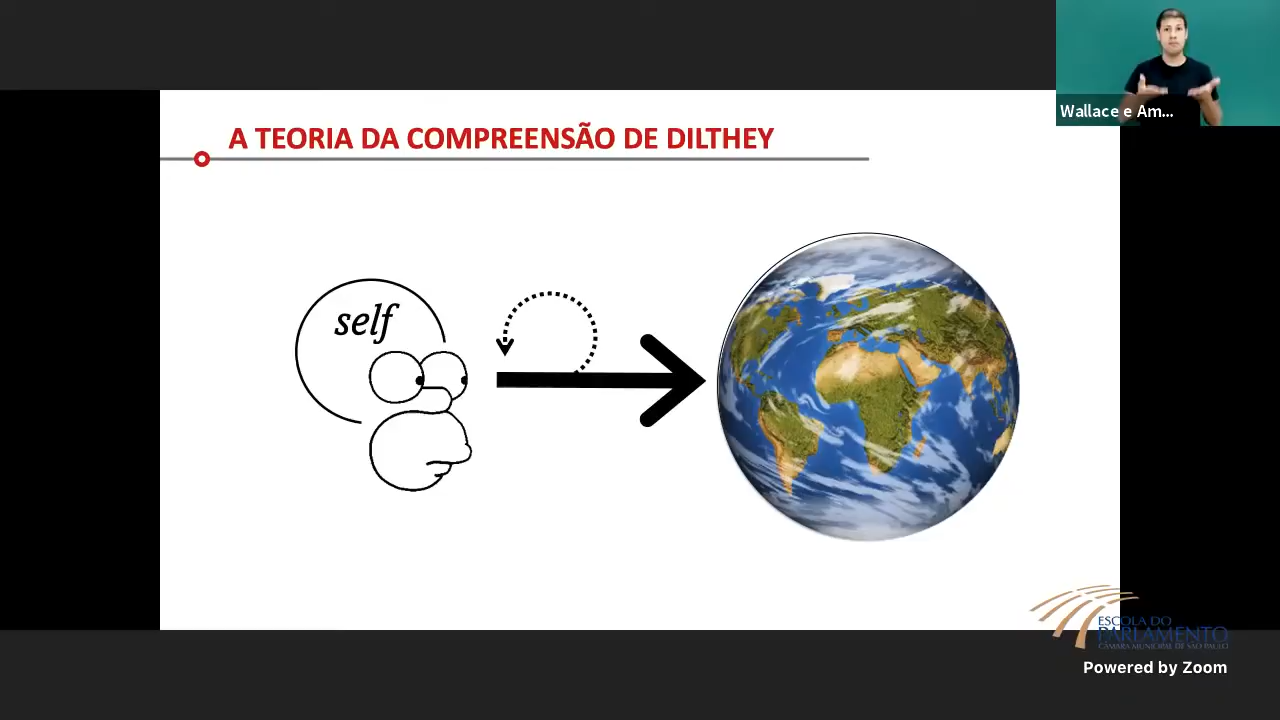 Wallace e Am...
A TEORIA DA COMPREENSÃO DE DILTHEY
self
ESCOLA DO
PARLAMENTO
CÂMARA MUNICIPAL DE SÃO PAULO
Powered by Zoom